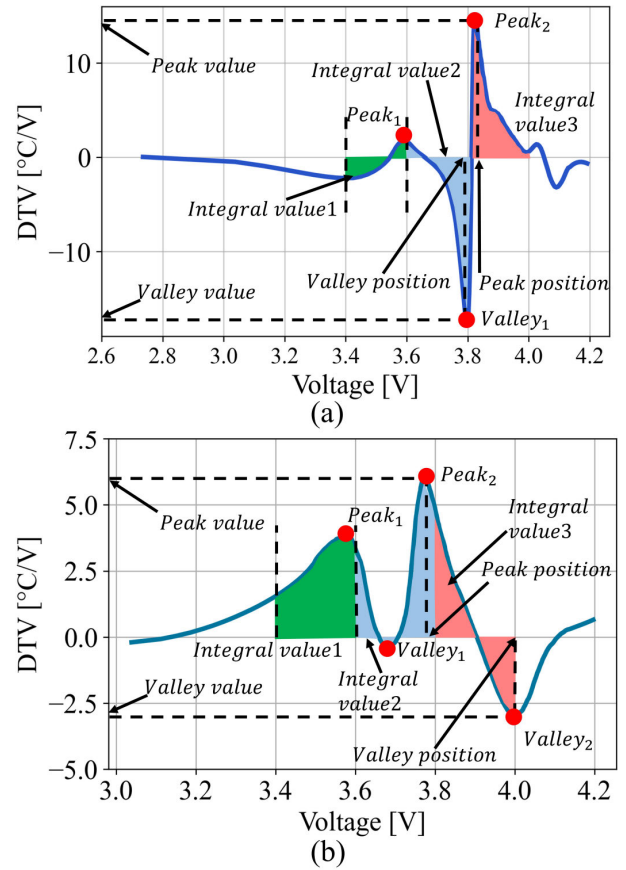 Peak₂
10
Peak value
Integral value2
Peak₁
Integral
value3
0
Integral value1
DTV [°C/V]
Valley position
Peak position
−10
Valley value
Valley₁
2.6 3.0 3.4 3.6 3.8 4.0 4.2
Voltage [V]
(a)
7.5
Peak₂
5.0
Peak value
Peak₁
Integral
value3
2.5
Peak position
DTV [°C/V]
0.0
Integral value1
Valley₁
Integral
value2
Valley value
−2.5
Valley position
Valley₂
−5.0
3.0 3.2 3.4 3.6 3.8 4.0 4.2
Voltage [V]
(b)